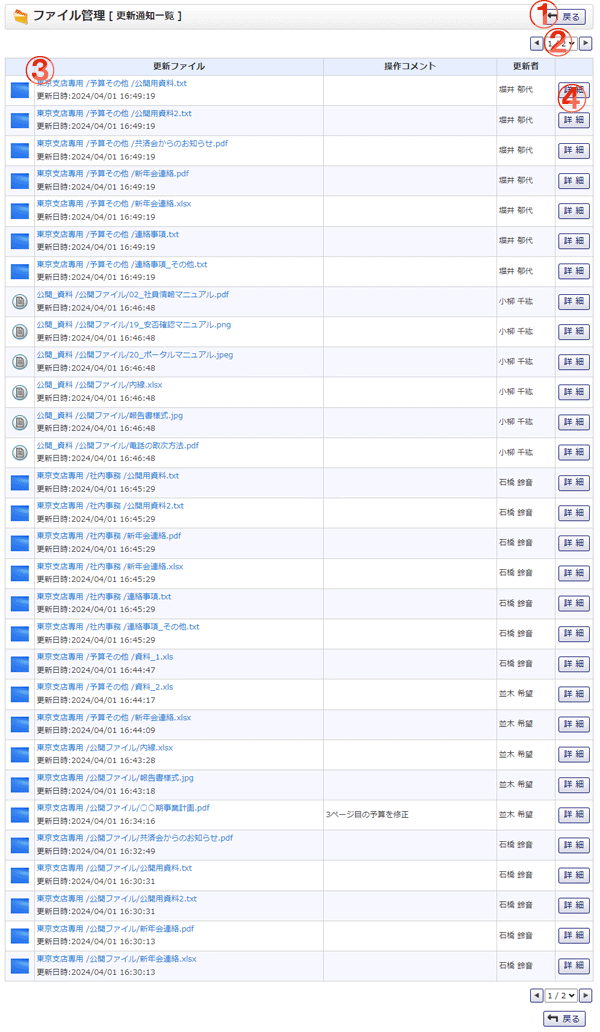 ファイル管理 [ 更新通知一覧 ]
① 戻る
② 1 / 2
③ 更新ファイル 操作コメント 更新者
東京支店専用 /予算その他 /公開用資料.txt
更新日時:2024/04/01 16:49:19 堀井 郁代 詳 細 ④
東京支店専用 /予算その他 /公開用資料2.txt
更新日時:2024/04/01 16:49:19 堀井 郁代 詳 細
東京支店専用 /予算その他 /共済会からのお知らせ.pdf
更新日時:2024/04/01 16:49:19 堀井 郁代 詳 細
東京支店専用 /予算その他 /新年会連絡.pdf
更新日時:2024/04/01 16:49:19 堀井 郁代 詳 細
東京支店専用 /予算その他 /新年会連絡.xlsx
更新日時:2024/04/01 16:49:19 堀井 郁代 詳 細
東京支店専用 /予算その他 /連絡事項.txt
更新日時:2024/04/01 16:49:19 堀井 郁代 詳 細
東京支店専用 /予算その他 /連絡事項_その他.txt
更新日時:2024/04/01 16:49:19 堀井 郁代 詳 細
公開_資料 /公開ファイル/02_社員情報マニュアル.pdf
更新日時:2024/04/01 16:46:48 小柳 千紘 詳 細
公開_資料 /公開ファイル/19_安否確認マニュアル.png
更新日時:2024/04/01 16:46:48 小柳 千紘 詳 細
公開_資料 /公開ファイル/20_ポータルマニュアル.jpeg
更新日時:2024/04/01 16:46:48 小柳 千紘 詳 細
公開_資料 /公開ファイル/内線.xlsx
更新日時:2024/04/01 16:46:48 小柳 千紘 詳 細
公開_資料 /公開ファイル/報告書様式.jpg
更新日時:2024/04/01 16:46:48 小柳 千紘 詳 細
公開_資料 /公開ファイル/電話の取次方法.pdf
更新日時:2024/04/01 16:46:48 小柳 千紘 詳 細
東京支店専用 /社内事務 /公開用資料.txt
更新日時:2024/04/01 16:45:29 石橋 鈴音 詳 細
東京支店専用 /社内事務 /公開用資料2.txt
更新日時:2024/04/01 16:45:29 石橋 鈴音 詳 細
東京支店専用 /社内事務 /新年会連絡.pdf
更新日時:2024/04/01 16:45:29 石橋 鈴音 詳 細
東京支店専用 /社内事務 /新年会連絡.xlsx
更新日時:2024/04/01 16:45:29 石橋 鈴音 詳 細
東京支店専用 /社内事務 /連絡事項.txt
更新日時:2024/04/01 16:45:29 石橋 鈴音 詳 細
東京支店専用 /社内事務 /連絡事項_その他.txt
更新日時:2024/04/01 16:45:29 石橋 鈴音 詳 細
東京支店専用 /予算その他 /資料_1.xls
更新日時:2024/04/01 16:44:47 石橋 鈴音 詳 細
東京支店専用 /予算その他 /資料_2.xls
更新日時:2024/04/01 16:44:17 並木 希望 詳 細
東京支店専用 /予算その他 /新年会連絡.xlsx
更新日時:2024/04/01 16:44:09 並木 希望 詳 細
東京支店専用 /公開ファイル/内線.xlsx
更新日時:2024/04/01 16:43:28 並木 希望 詳 細
東京支店専用 /公開ファイル/報告書様式.jpg
更新日時:2024/04/01 16:43:18 並木 希望 詳 細
東京支店専用 /公開ファイル/○○期事業計画.pdf
更新日時:2024/04/01 16:34:16 3ページ目の予算を修正 並木 希望 詳 細
東京支店専用 /公開ファイル/共済会からのお知らせ.pdf
更新日時:2024/04/01 16:32:49 石橋 鈴音 詳 細
東京支店専用 /公開ファイル/公開用資料.txt
更新日時:2024/04/01 16:30:31 石橋 鈴音 詳 細
東京支店専用 /公開ファイル/公開用資料2.txt
更新日時:2024/04/01 16:30:31 石橋 鈴音 詳 細
東京支店専用 /公開ファイル/新年会連絡.pdf
更新日時:2024/04/01 16:30:13 石橋 鈴音 詳 細
東京支店専用 /公開ファイル/新年会連絡.xlsx
更新日時:2024/04/01 16:30:13 石橋 鈴音 詳 細
1 / 2
戻る